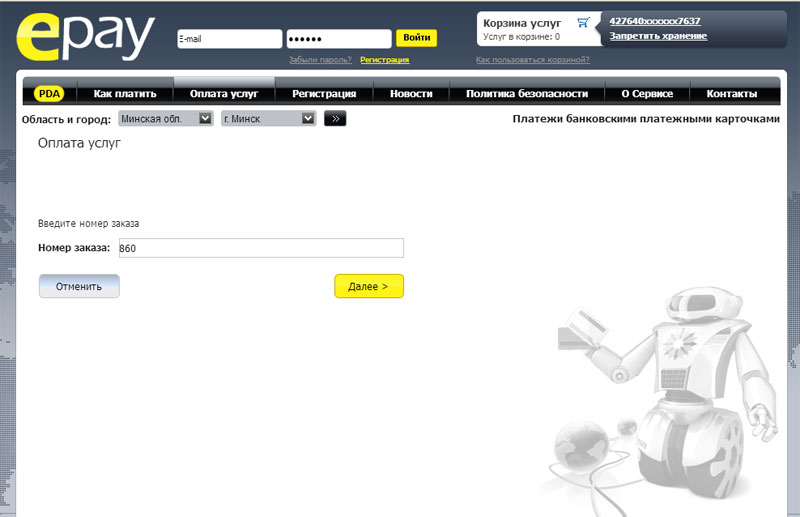 epay
E-mail
••••••
Войти
Забыли пароль?
Регистрация
Корзина услуг
Услуг в корзине: 0
427640xxxxxx7637
Запретить хранение
Как пользоваться корзиной?
PDA
Как платить
Оплата услуг
Регистрация
Новости
Политика безопасности
О Сервисе
Контакты
Область и город: Минская обл. г. Минск »
Платежи банковскими платежными карточками
Оплата услуг
Введите номер заказа
Номер заказа: 860
Отменить
Далее >